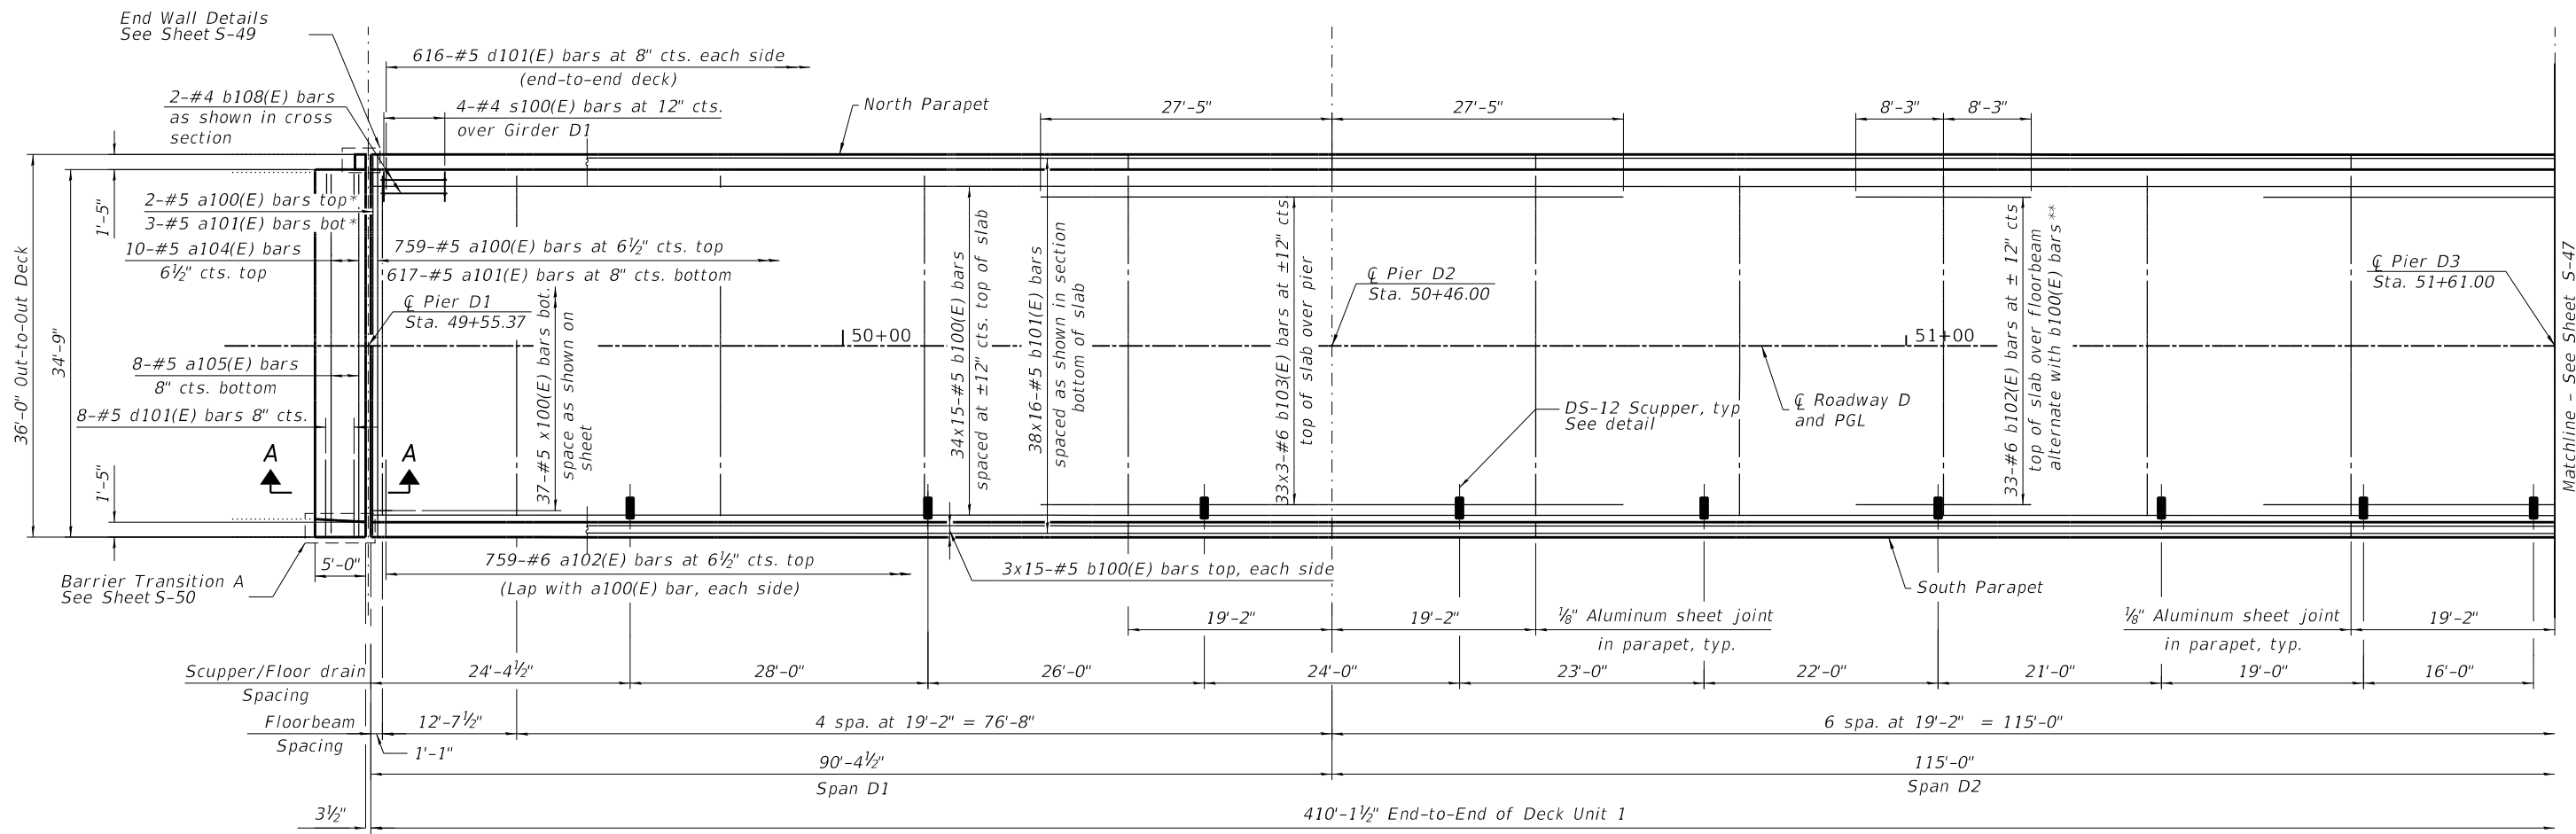 End Wall Details
See Sheet S-49
616-#5 d101(E) bars at 8" cts. each side
(end-to-end deck)
2-#4 b108(E) bars
as shown in cross
section
4-#4 s100(E) bars at 12" cts.
over Girder D1
North Parapet
27'-5"
27'-5"
8'-3"
8'-3"
36'-0" Out-to-Out Deck
34'-9"
1'-5"
1'-5"
2-#5 a100(E) bars top*
3-#5 a101(E) bars bot*
10-#5 a104(E) bars
6½" cts. top
759-#5 a100(E) bars at 6½" cts. top
617-#5 a101(E) bars at 8" cts. bottom
℄ Pier D1
Sta. 49+55.37
8-#5 a105(E) bars
8" cts. bottom
8-#5 d101(E) bars 8" cts.
A
A
37-#5 x100(E) bars bot.
space as shown on
sheet
50+00
34x15-#5 b100(E) bars
spaced at ±12" cts. top of slab
38x16-#5 b101(E) bars
spaced as shown in section
bottom of slab
33x3-#6 b103(E) bars at ±12" cts
top of slab over pier
℄ Pier D2
Sta. 50+46.00
DS-12 Scupper, typ
See detail
℄ Roadway D
and PGL
51+00
33-#6 b102(E) bars at ± 12" cts
top of slab over floorbeam
alternate with b100(E) bars**
℄ Pier D3
Sta. 51+61.00
Matchline - See Sheet S-47
5'-0"
Barrier Transition A
See Sheet S-50
759-#6 a102(E) bars at 6½" cts. top
(Lap with a100(E) bar, each side)
3x15-#5 b100(E) bars top, each side
South Parapet
19'-2"
19'-2"
⅛" Aluminum sheet joint
in parapet, typ.
⅛" Aluminum sheet joint
in parapet, typ.
19'-2"
Scupper/Floor drain
Spacing
24'-4½"
28'-0"
26'-0"
24'-0"
23'-0"
22'-0"
21'-0"
19'-0"
16'-0"
Floorbeam
Spacing
12'-7½"
1'-1"
4 spa. at 19'-2" = 76'-8"
6 spa. at 19'-2" = 115'-0"
90'-4½"
Span D1
115'-0"
Span D2
3½"
410'-1½" End-to-End of Deck Unit 1